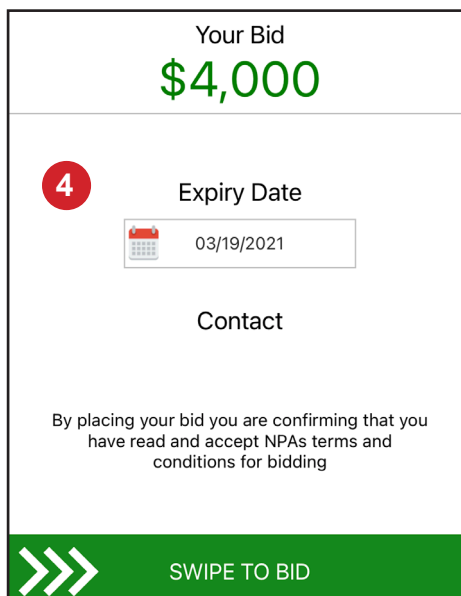 Your Bid
$4,000
4
Expiry Date
03/19/2021
Contact
By placing your bid you are confirming that you
have read and accept NPAs terms and
conditions for bidding
SWIPE TO BID